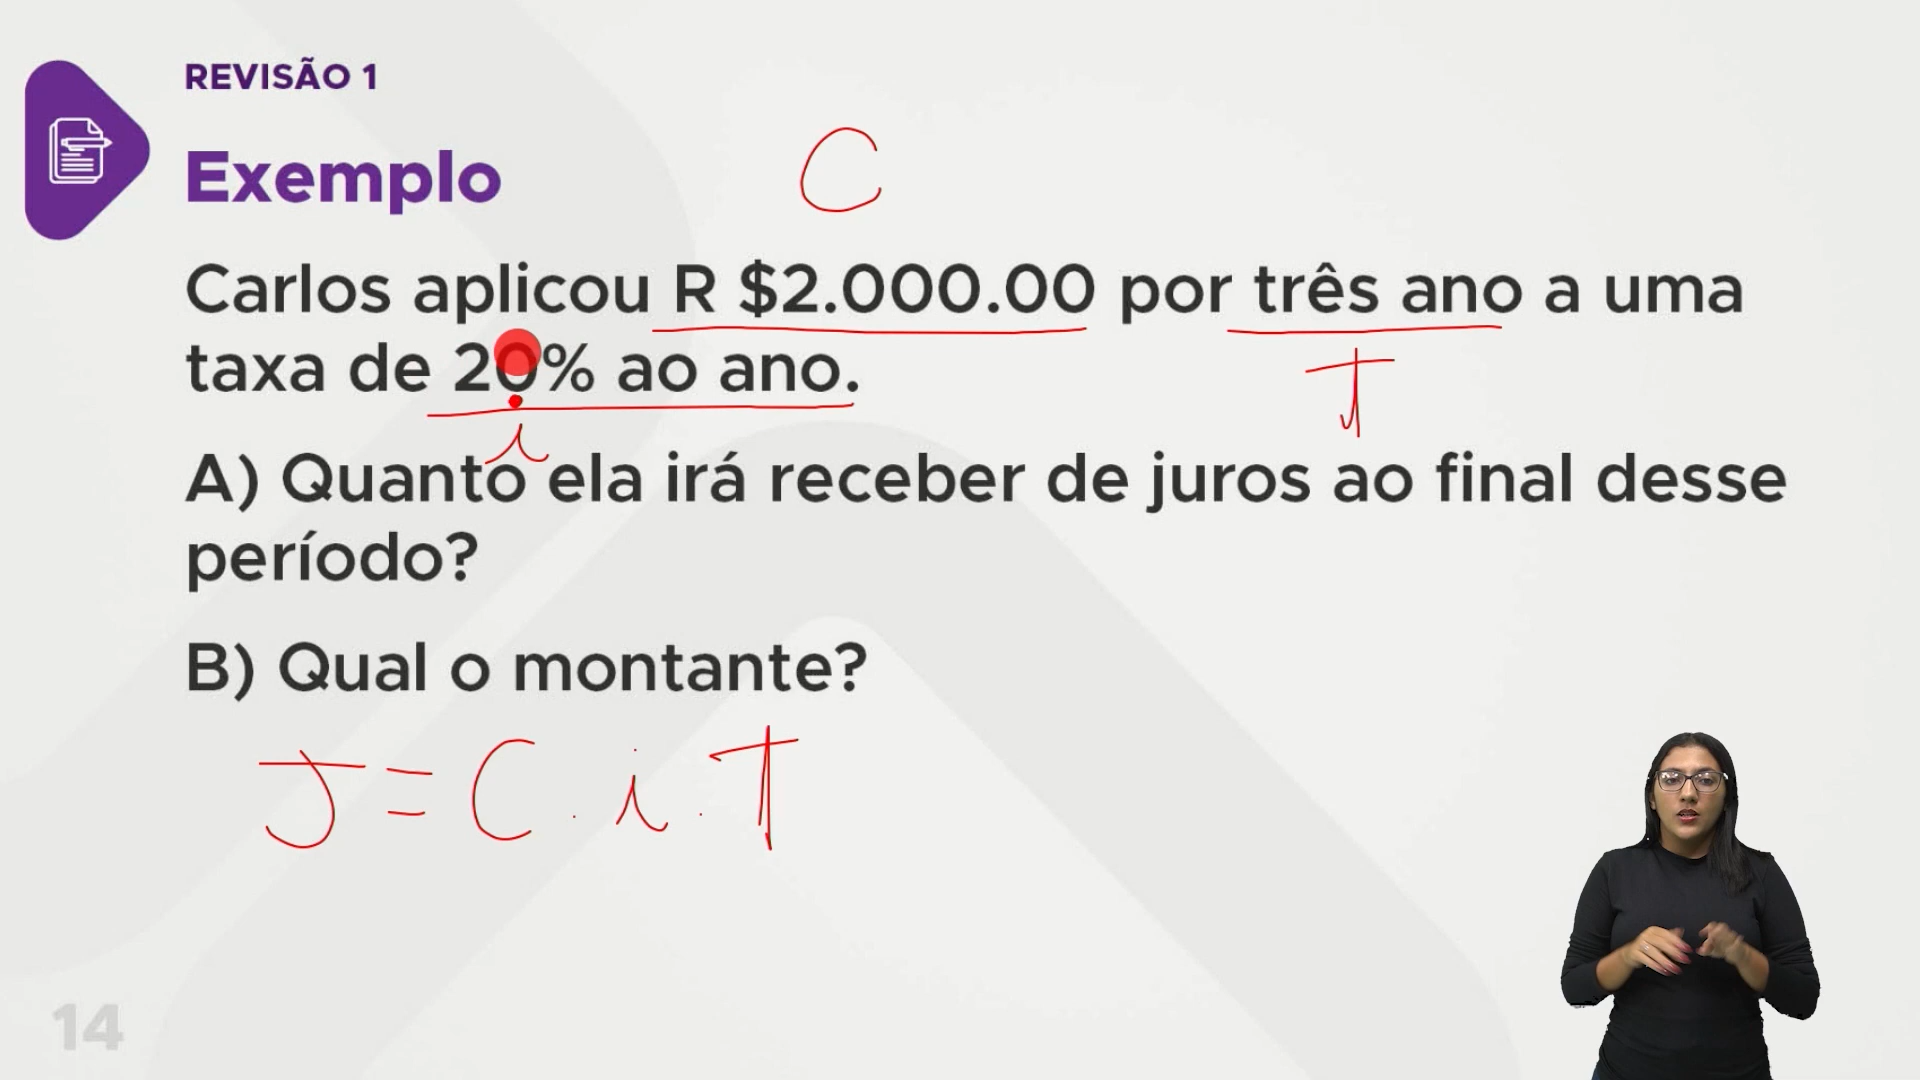 REVISÃO 1
Exemplo
C
Carlos aplicou R $2.000.00 por três ano a uma
taxa de 20% ao ano.
i
T
A) Quanto ela irá receber de juros ao final desse
período?
B) Qual o montante?
J = C . i . T
14